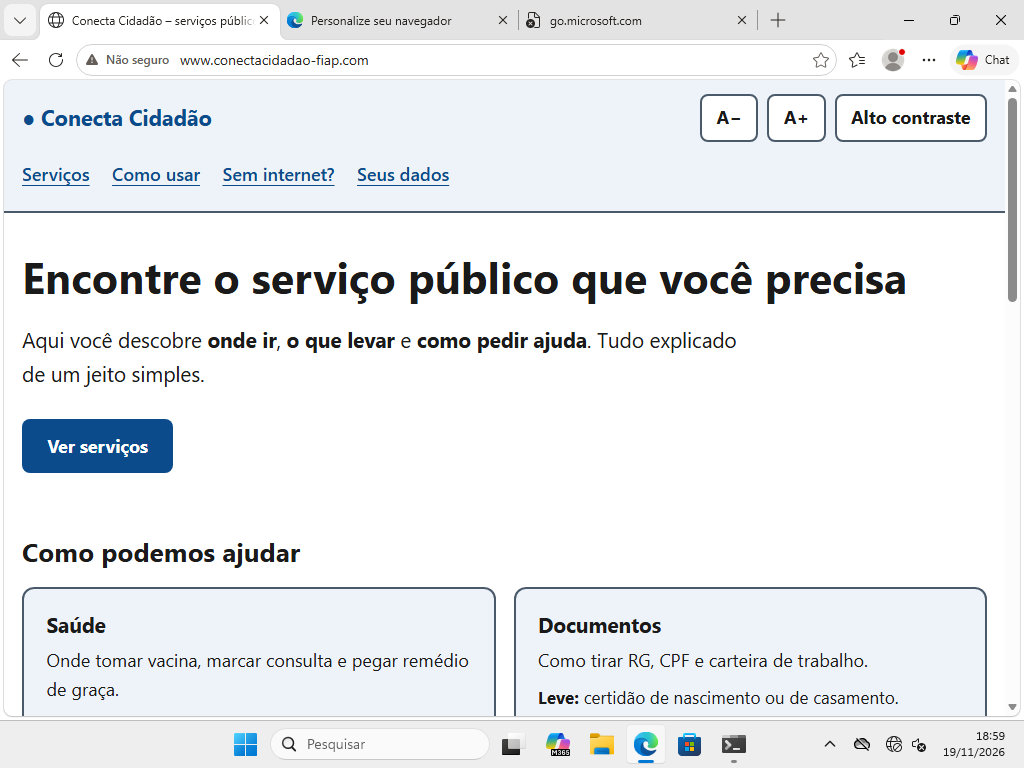 Conecta Cidadão – serviços público
Personalize seu navegador
go.microsoft.com
Não seguro
www.conectacidadao-fiap.com
Chat
Conecta Cidadão
A−
A+
Alto contraste
Serviços
Como usar
Sem internet?
Seus dados
Encontre o serviço público que você precisa
Aqui você descobre onde ir, o que levar e como pedir ajuda. Tudo explicado
de um jeito simples.
Ver serviços
Como podemos ajudar
Saúde
Onde tomar vacina, marcar consulta e pegar remédio
de graça.
Documentos
Como tirar RG, CPF e carteira de trabalho.
Leve: certidão de nascimento ou de casamento.
Pesquisar
M365
18:59
19/11/2026